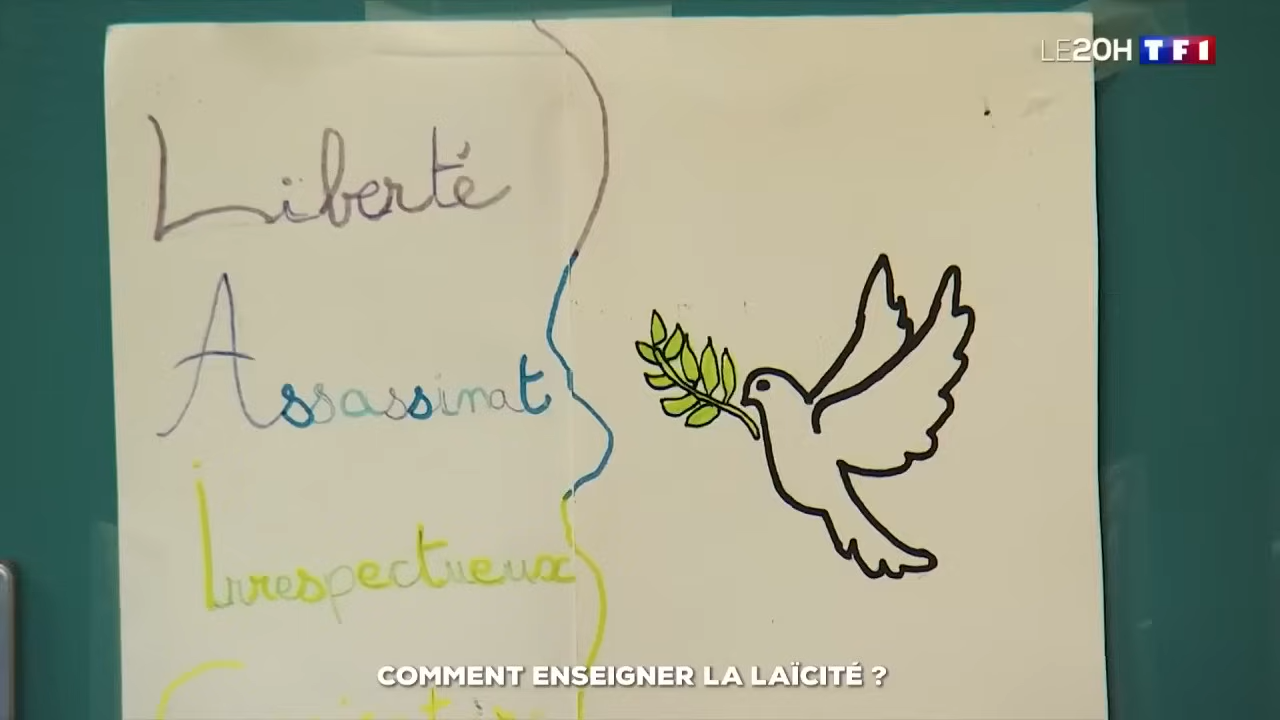 LE20H TF1
Liberté
Assassinat
Irrespectueux
COMMENT ENSEIGNER LA LAÏCITÉ ?